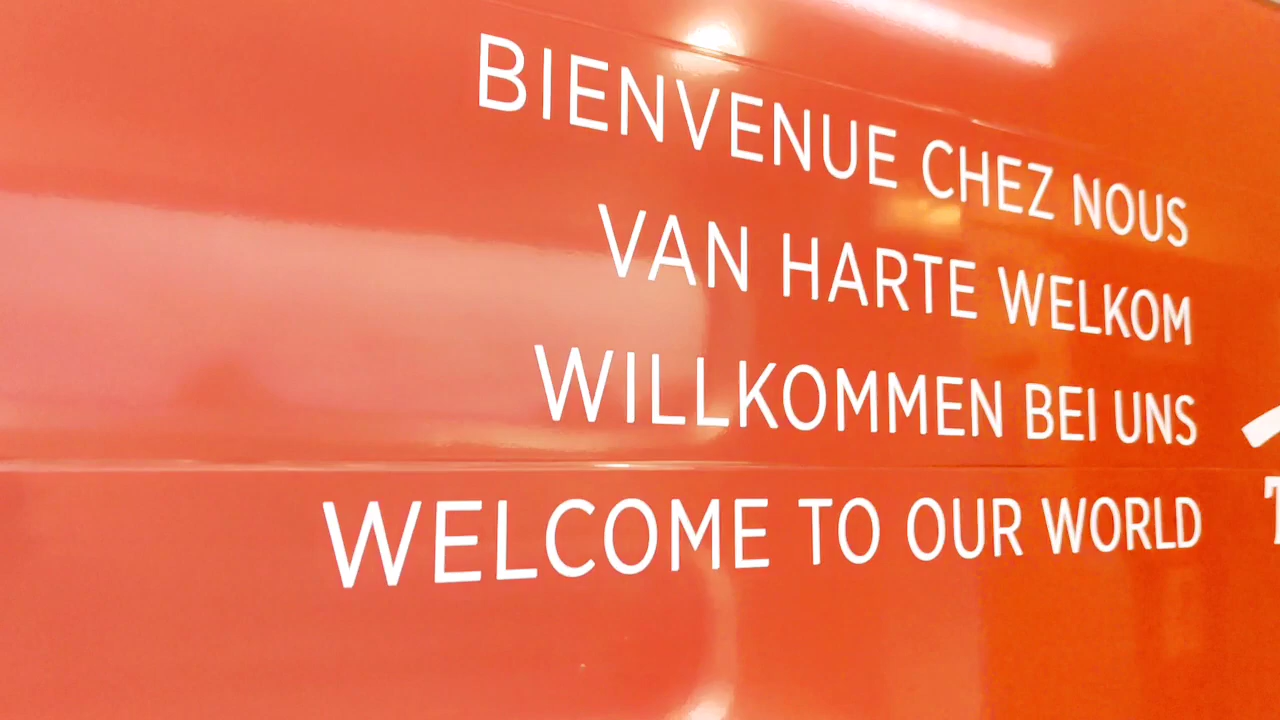 BIENVENUE CHEZ NOUS
VAN HARTE WELKOM
WILLKOMMEN BEI UNS
WELCOME TO OUR WORLD